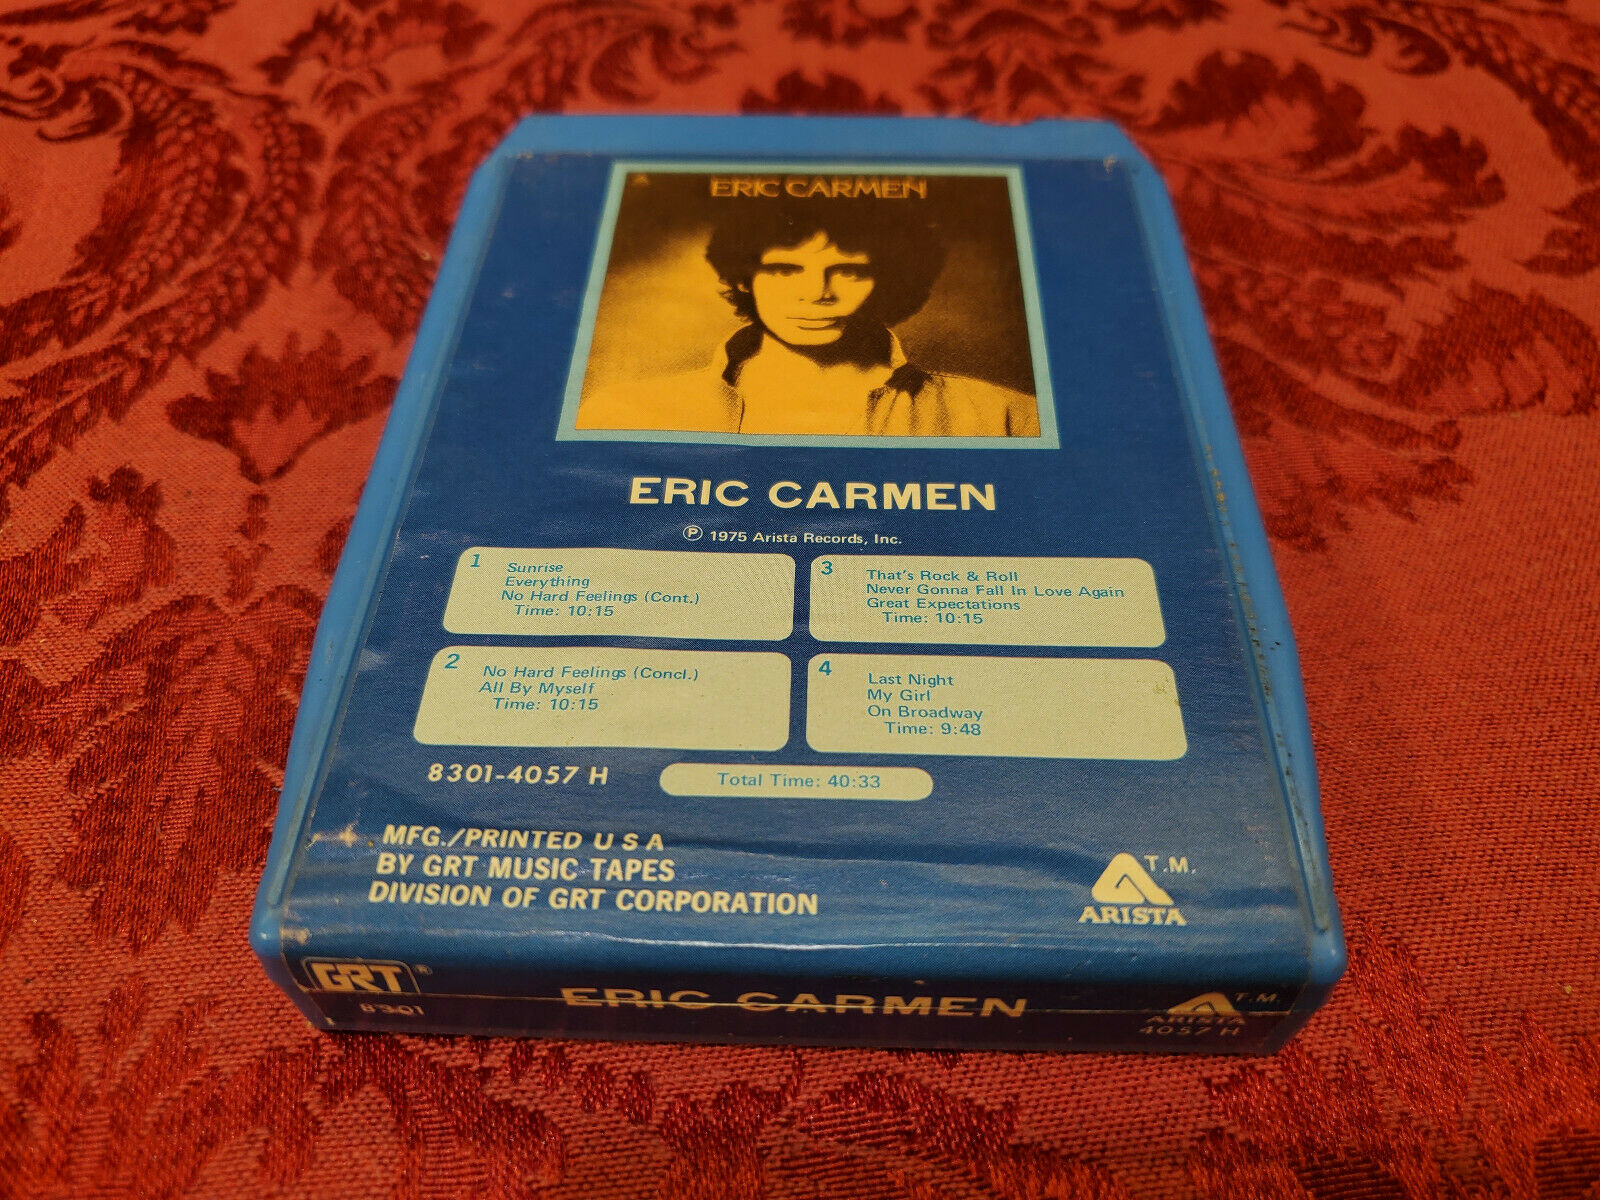 ERIC CARMEN
ERIC CARMEN
Ⓟ 1975 Arista Records, Inc.
1
Sunrise
Everything
No Hard Feelings (Cont.)
Time: 10:15
2
No Hard Feelings (Concl.)
All By Myself
Time: 10:15
3
That's Rock & Roll
Never Gonna Fall In Love Again
Great Expectations
Time: 10:15
4
Last Night
My Girl
On Broadway
Time: 9:48
8301-4057 H
Total Time: 40:33
MFG./PRINTED U S A
BY GRT MUSIC TAPES
DIVISION OF GRT CORPORATION
T.M.
ARISTA
GRT®
8301
ERIC CARMEN
T.M.
ARISTA
4057 H